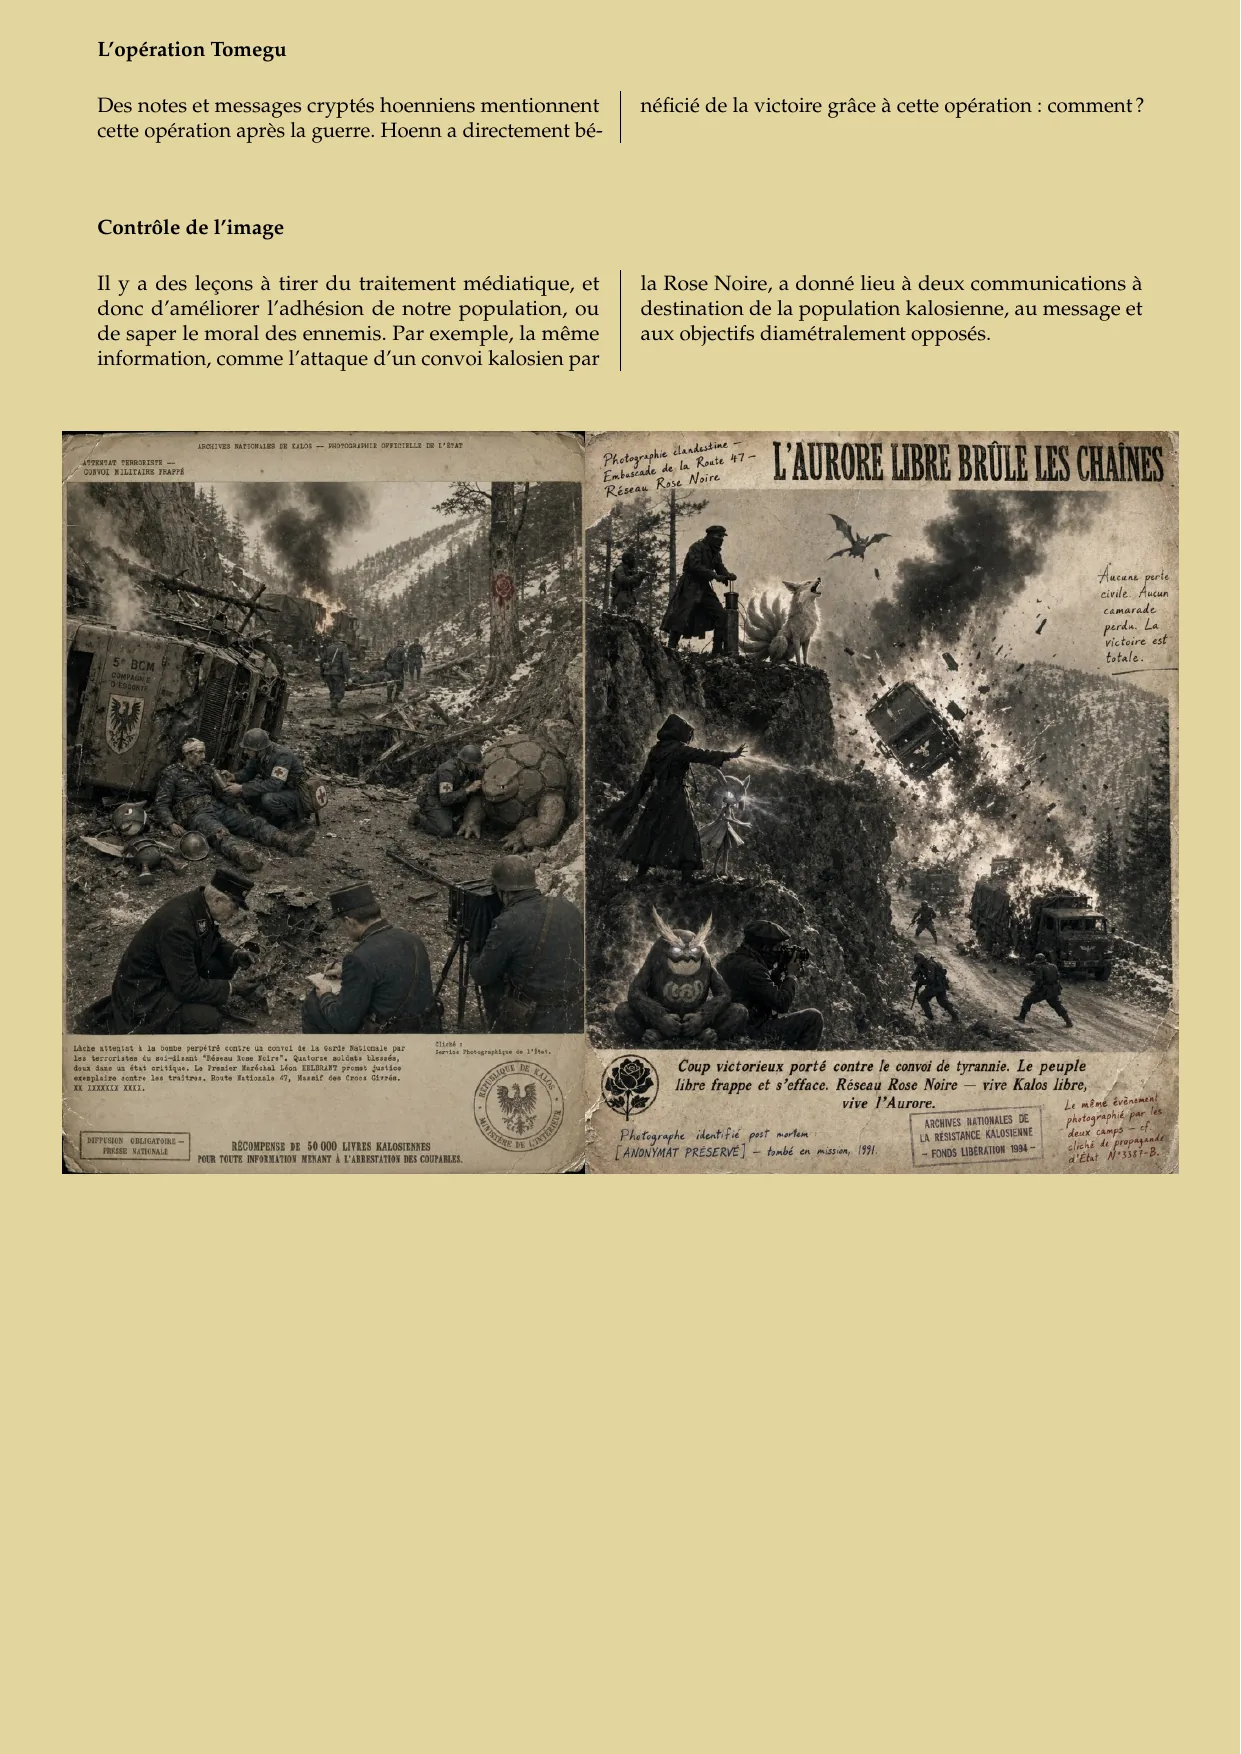 L'opération Tomegu
Des notes et messages cryptés hoenniens mentionnent
cette opération après la guerre. Hoenn a directement bé-
néficié de la victoire grâce à cette opération : comment ?
Contrôle de l'image
Il y a des leçons à tirer du traitement médiatique, et
donc d'améliorer l'adhésion de notre population, ou
de saper le moral des ennemis. Par exemple, la même
information, comme l'attaque d'un convoi kalosien par
la Rose Noire, a donné lieu à deux communications à
destination de la population kalosienne, au message et
aux objectifs diamétralement opposés.
ARCHIVES NATIONALES DE KALOS — PHOTOGRAPHIE OFFICIELLE DE L'ÉTAT
ATTENTAT TERRORISTE —
CONVOI MILITAIRE FRAPPÉ
5e BCM
COMPAGNIE
D'ESCORTE
Lâche attentat à la bombe perpétré contre un convoi de la Garde Nationale par
les terroristes du soi-disant "Réseau Rose Noire". Quatorze soldats blessés,
deux dans un état critique. Le Premier Maréchal Léon KELBRANT promet justice
exemplaire contre les traîtres. Route Nationale 47, Massif des Crocs Givrés.
XX IXXXXIX XXXI.
Cliché :
Service Photographique de l'État.
RÉPUBLIQUE DE KALOS
MINISTÈRE DE L'INTÉRIEUR
DIFFUSION OBLIGATOIRE —
PRESSE NATIONALE
RÉCOMPENSE DE 50 000 LIVRES KALOSIENNES
POUR TOUTE INFORMATION MENANT À L'ARRESTATION DES COUPABLES.
Photographie clandestine —
Embuscade de la Route 47 —
Réseau Rose Noire
L'AURORE LIBRE BRÛLE LES CHAÎNES
Aucune perte
civile. Aucun
camarade
perdu. La
victoire est
totale.
Coup victorieux porté contre le convoi de tyrannie. Le peuple
libre frappe et s'efface. Réseau Rose Noire — vive Kalos libre,
vive l'Aurore.
Photographe identifié post mortem :
[ANONYMAT PRÉSERVÉ] — tombé en mission, 1991.
ARCHIVES NATIONALES DE
LA RÉSISTANCE KALOSIENNE
— FONDS LIBÉRATION 1994 —
Le même évènement
photographié par les
deux camps — cf.
cliché de propagande
d'État N°3387-B.